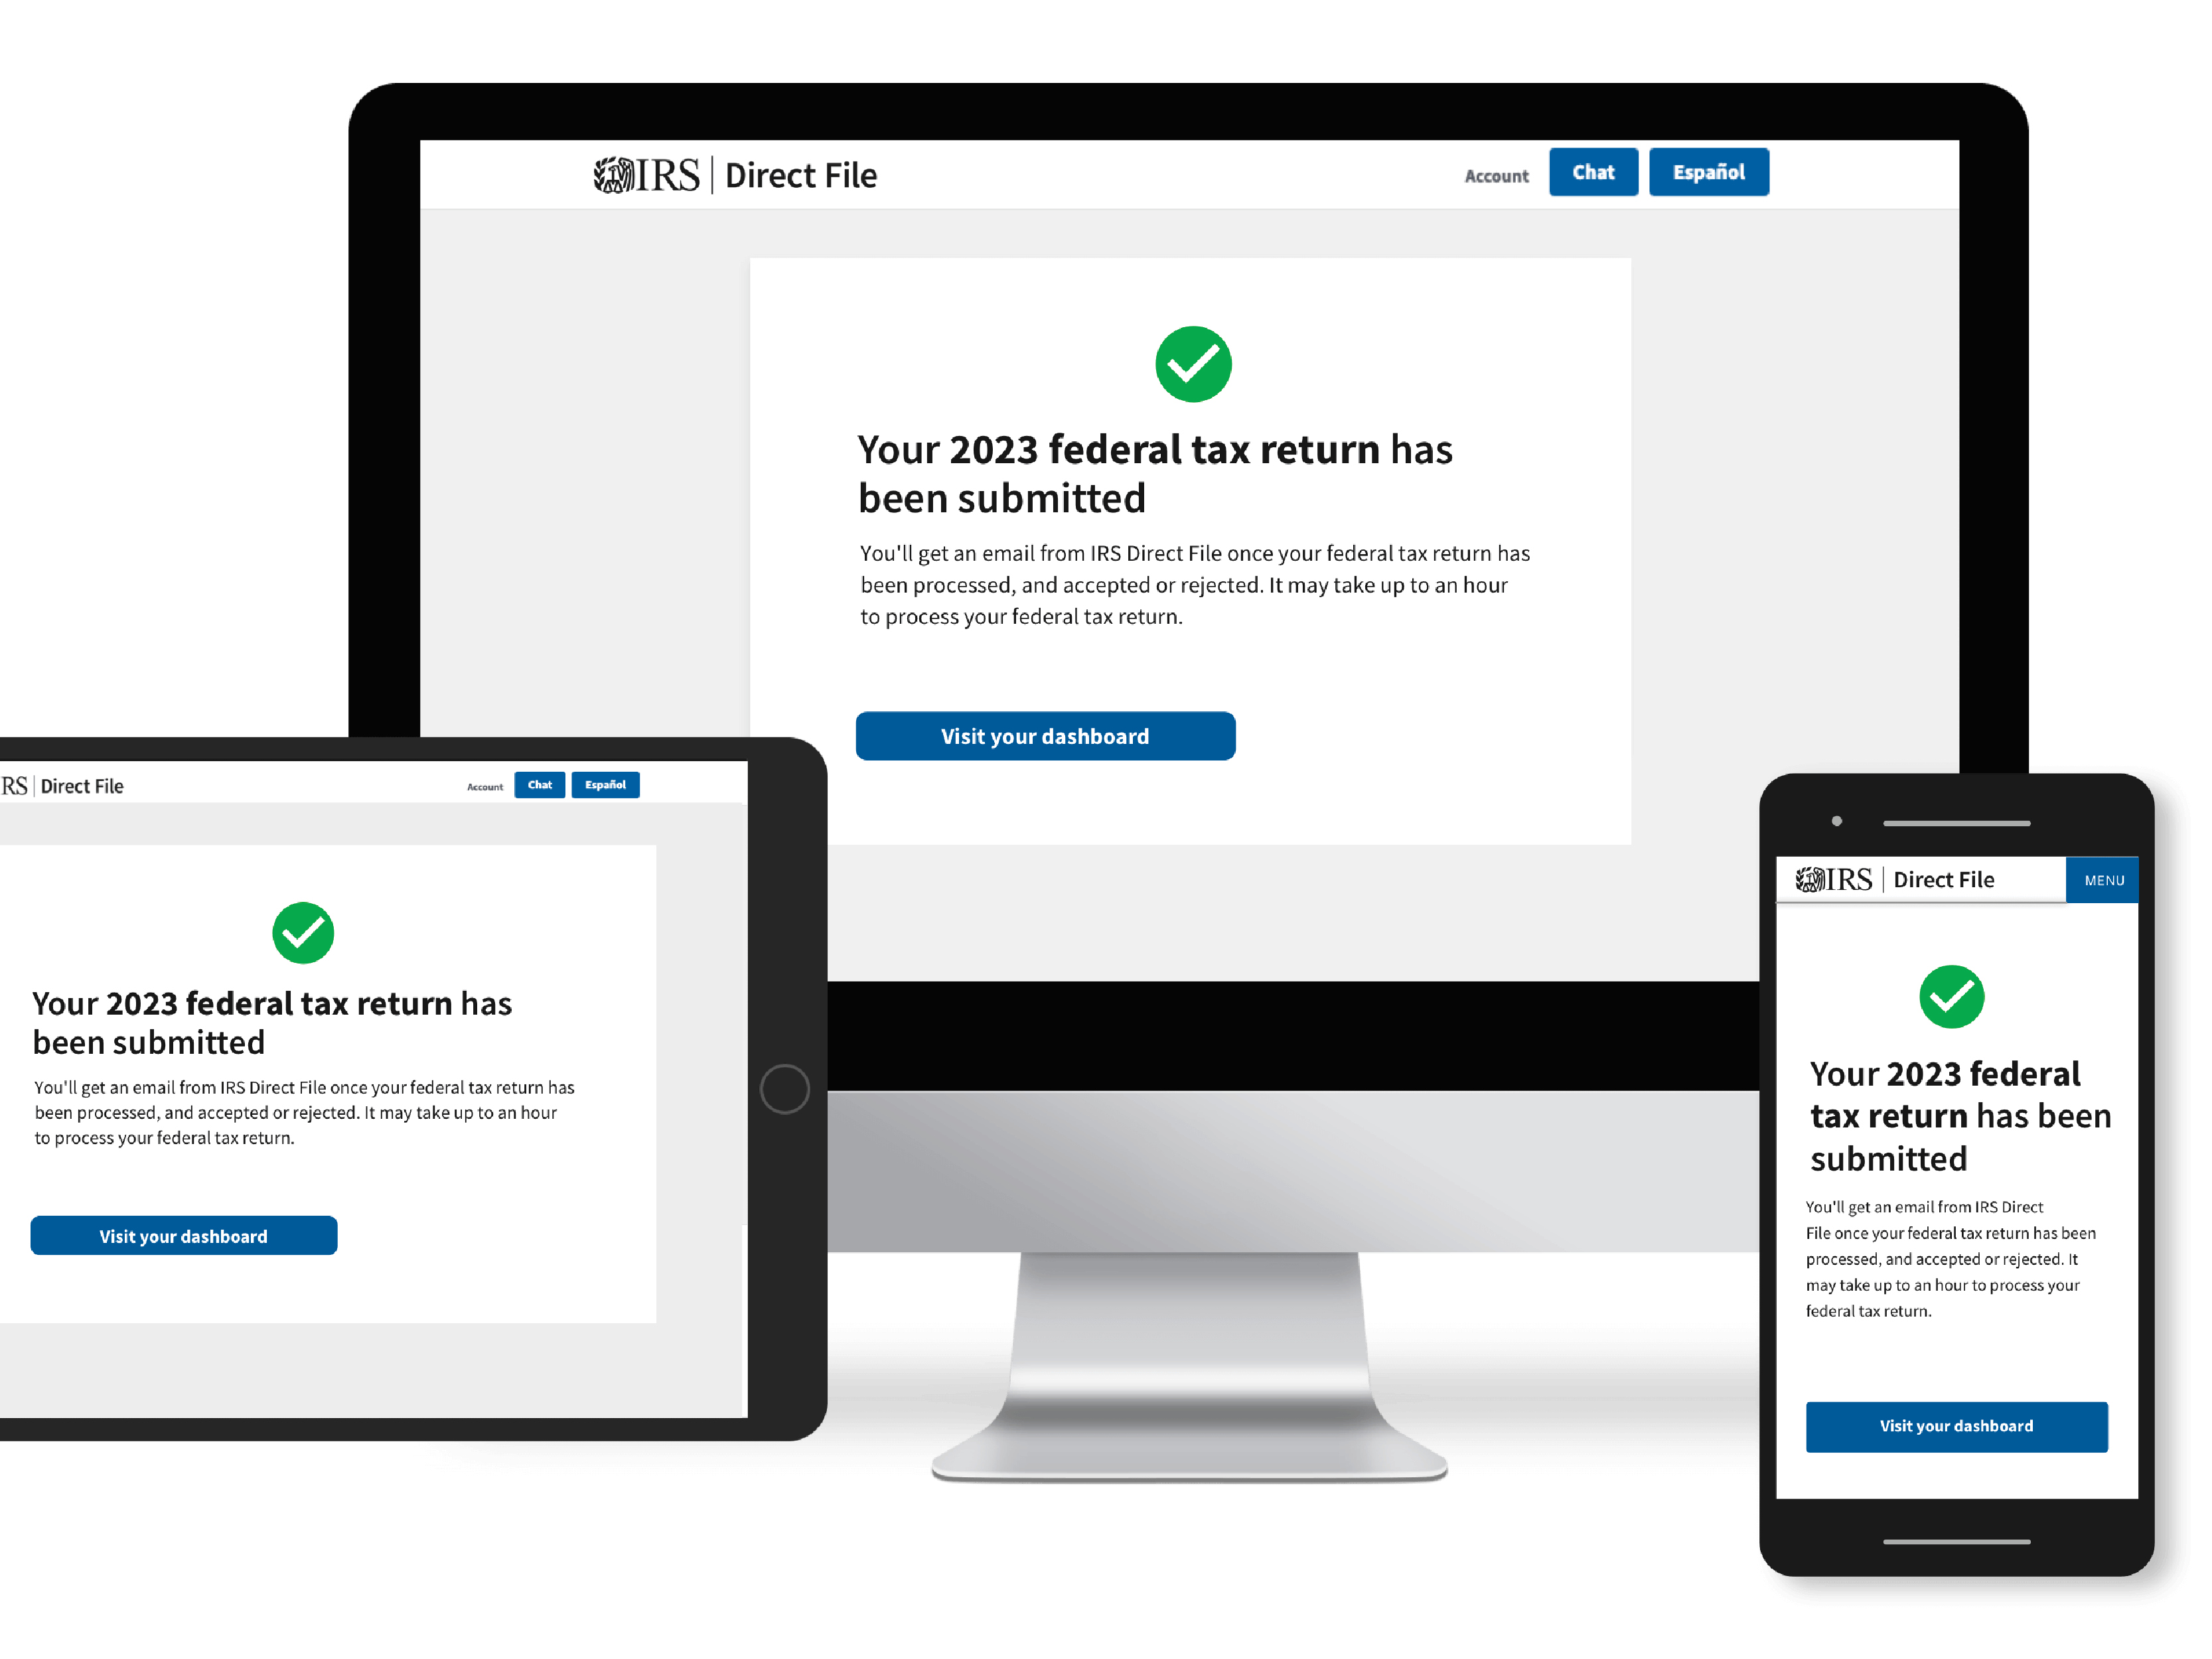 IRS | Direct File
Account
Chat
Español
Your 2023 federal tax return has
been submitted
You'll get an email from IRS Direct File once your federal tax return has
been processed, and accepted or rejected. It may take up to an hour
to process your federal tax return.
Visit your dashboard
RS | Direct File
Account
Chat
Español
Your 2023 federal tax return has
been submitted
You'll get an email from IRS Direct File once your federal tax return has
been processed, and accepted or rejected. It may take up to an hour
to process your federal tax return.
Visit your dashboard
IRS | Direct File
MENU
Your 2023 federal
tax return has been
submitted
You'll get an email from IRS Direct
File once your federal tax return has been
processed, and accepted or rejected. It
may take up to an hour to process your
federal tax return.
Visit your dashboard